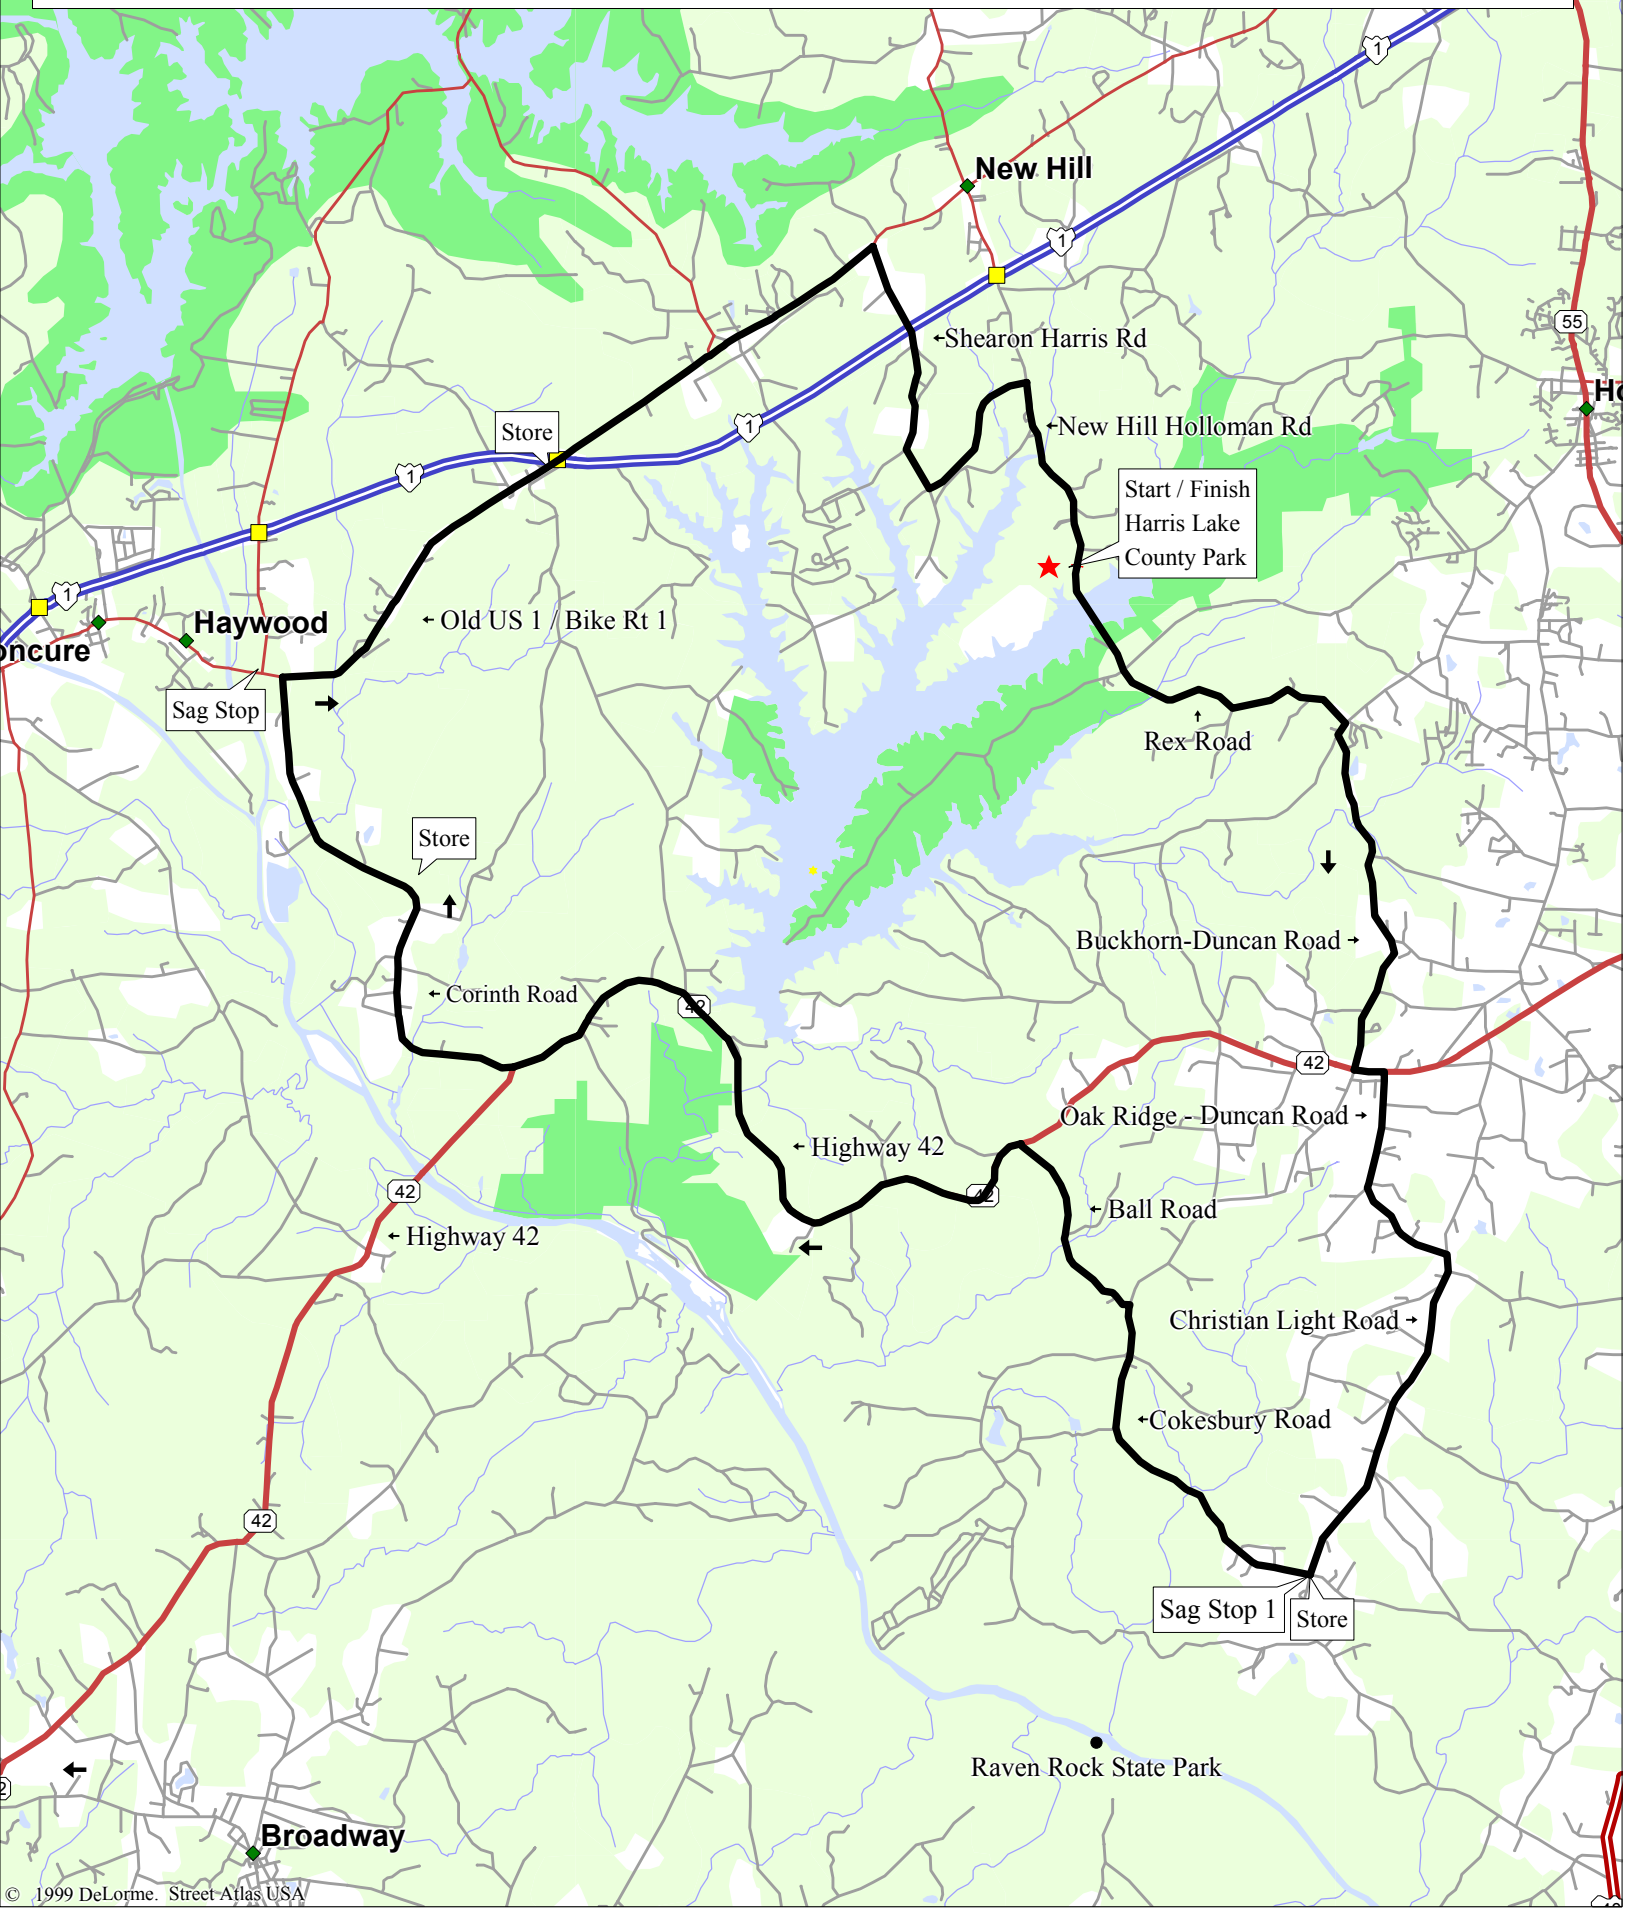 1
New Hill
1
55
Shearon Harris Rd
Ho
Store
1
New Hill Holloman Rd
1
Start / Finish
Harris Lake
County Park
1
Haywood
Old US 1 / Bike Rt 1
oncure
Sag Stop
Rex Road
Store
Buckhorn-Duncan Road
Corinth Road
42
42
Oak Ridge - Duncan Road
Highway 42
42
42
Ball Road
Highway 42
Christian Light Road
Cokesbury Road
42
Sag Stop 1
Store
Raven Rock State Park
2
Broadway
© 1999 DeLorme. Street Atlas USA